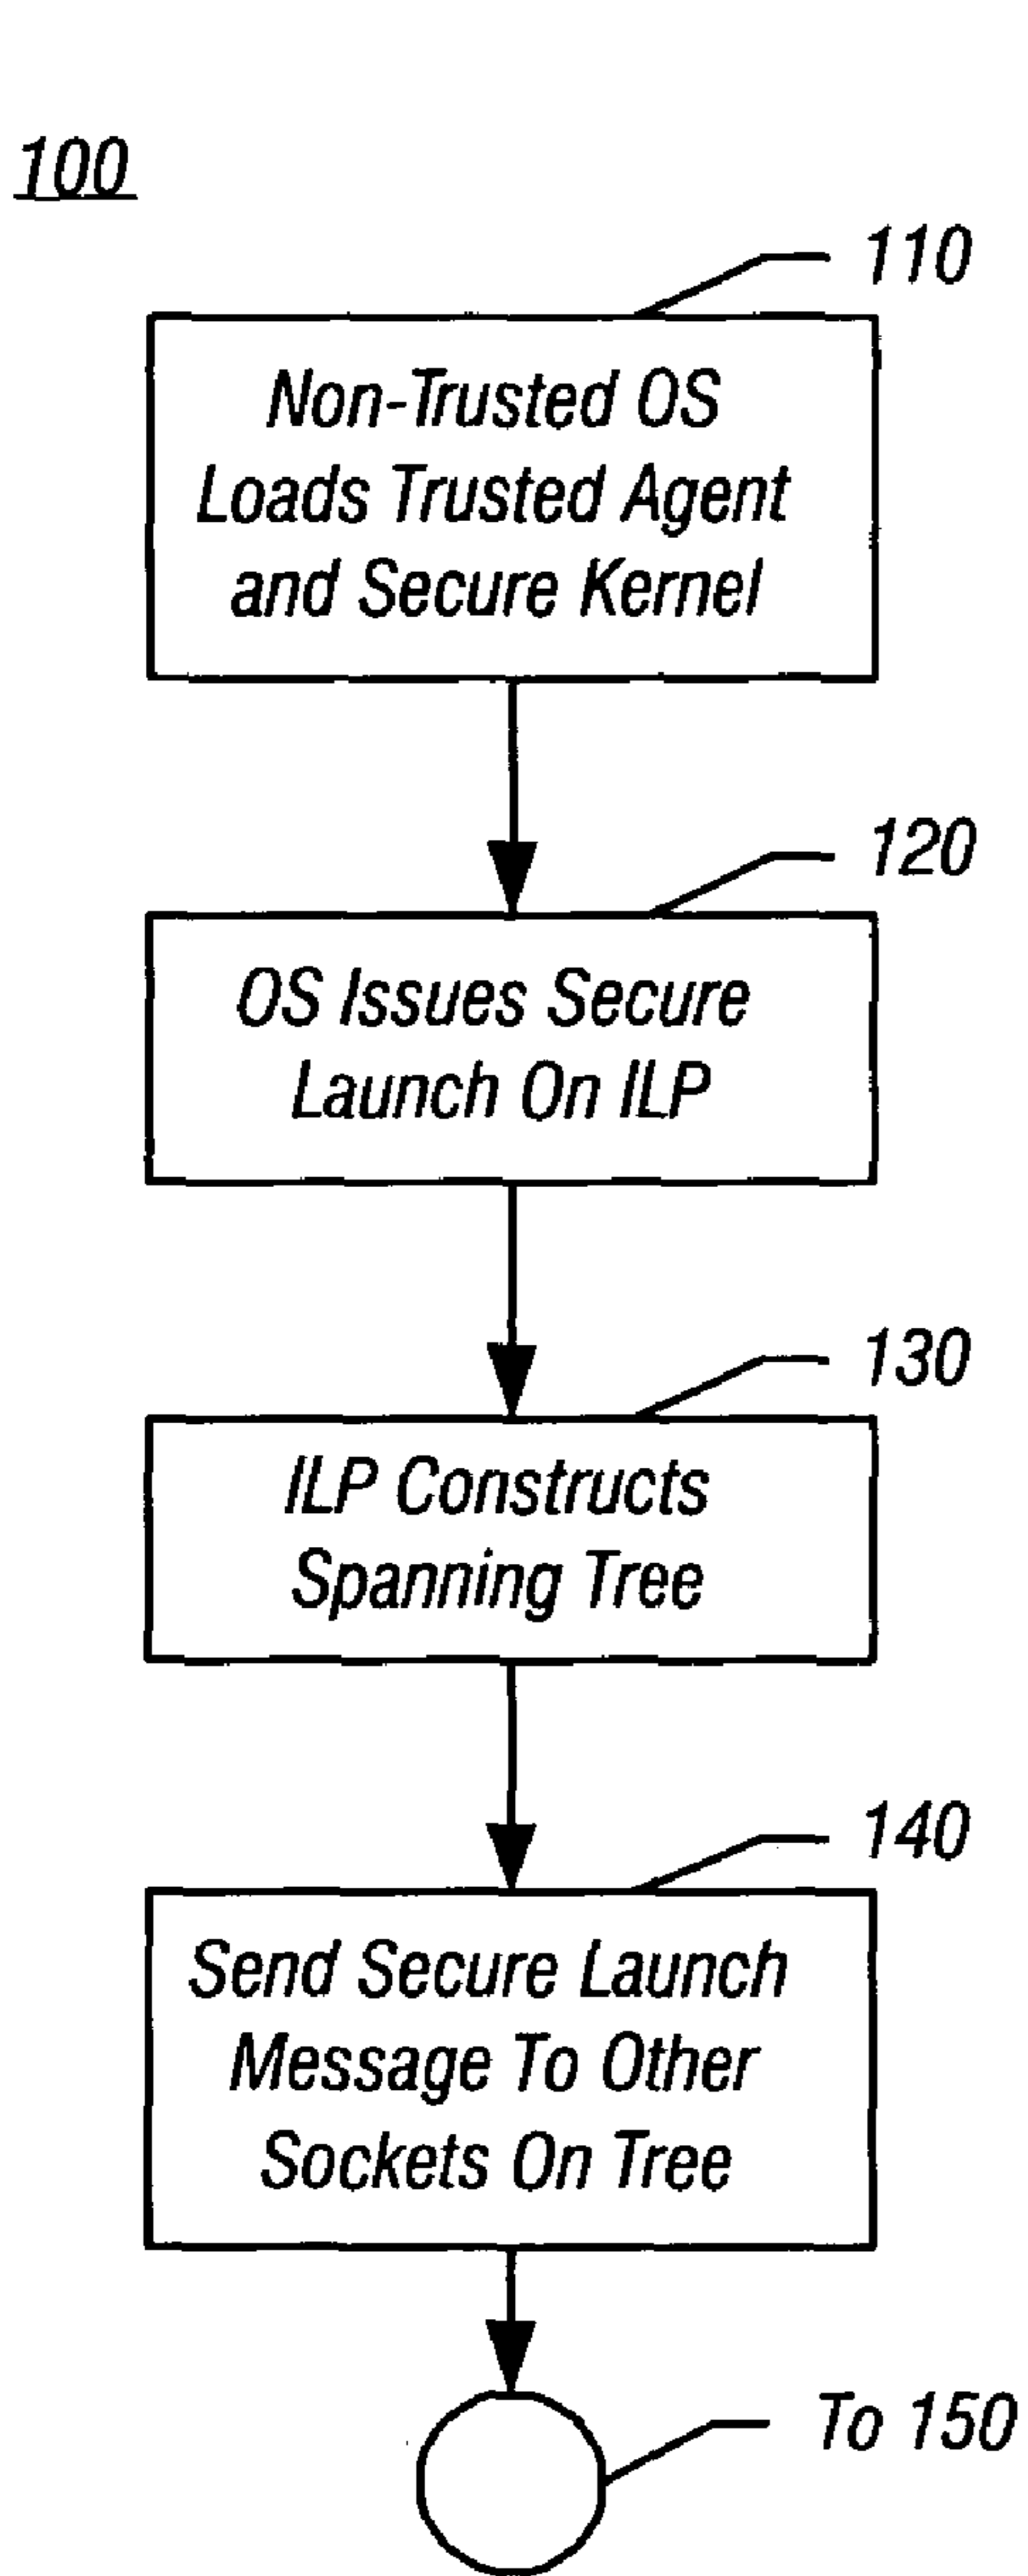 100
110
Non-Trusted OS
Loads Trusted Agent
and Secure Kernel
120
OS Issues Secure
Launch On ILP
130
ILP Constructs
Spanning Tree
140
Send Secure Launch
Message To Other
Sockets On Tree
To 150